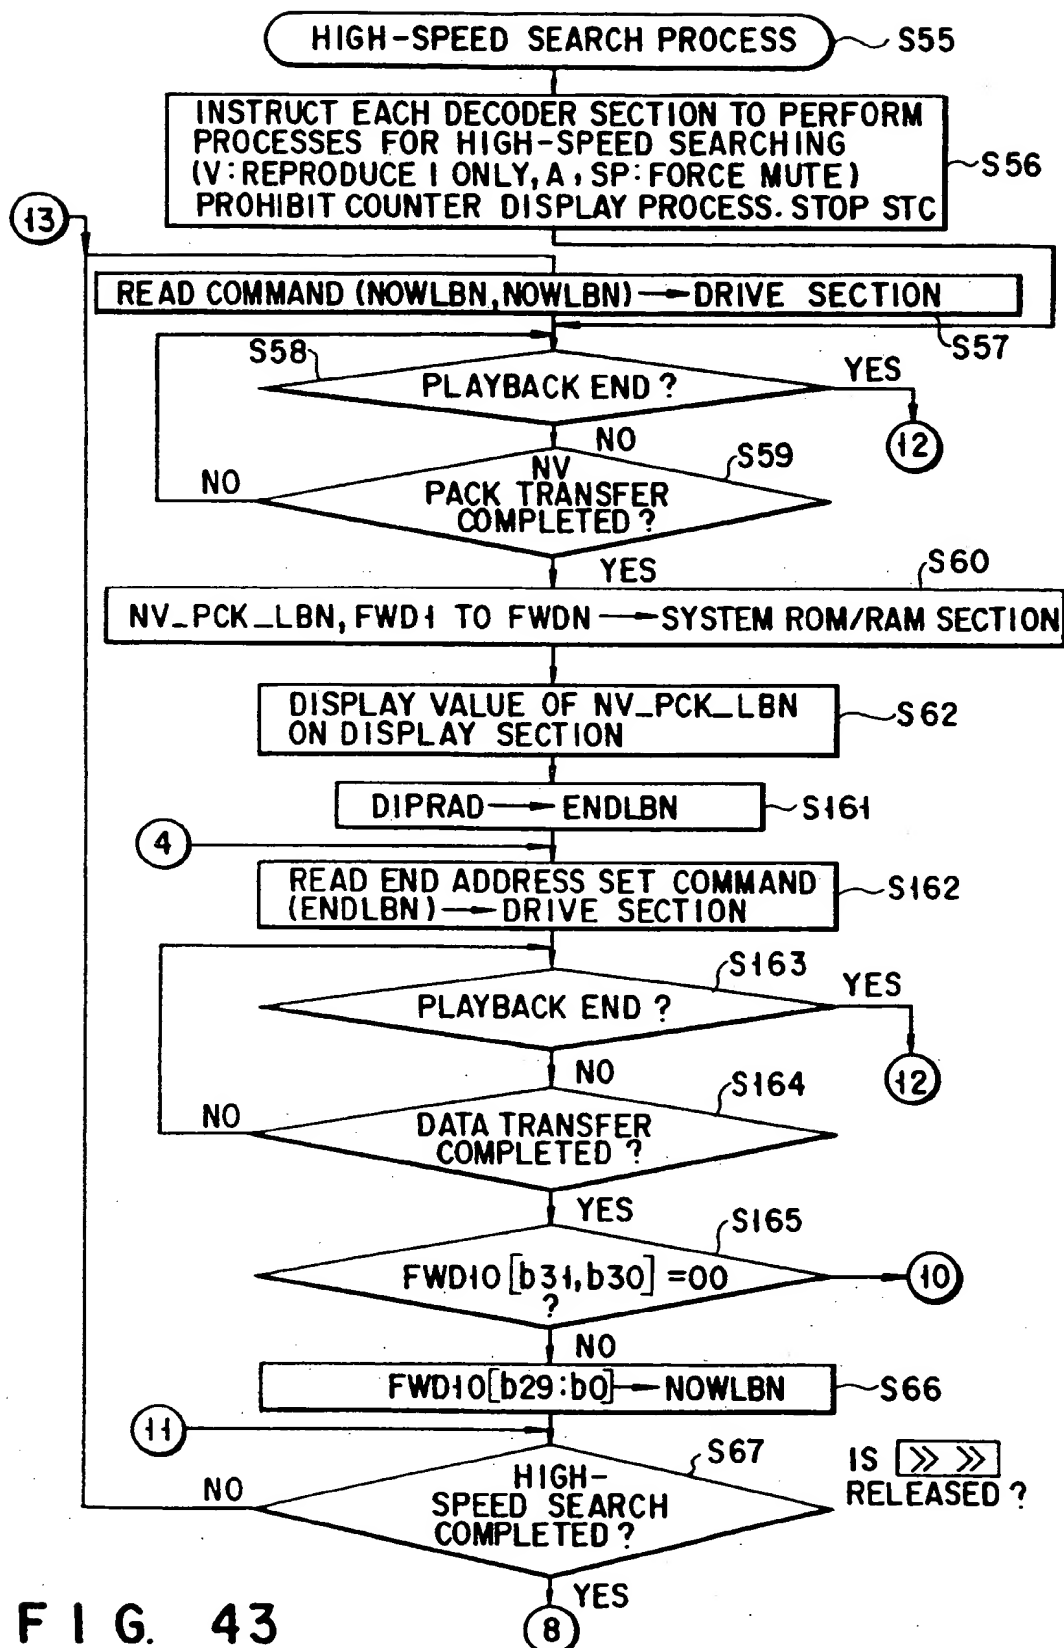 HIGH-SPEED SEARCH PROCESS
S55
INSTRUCT EACH DECODER SECTION TO PERFORM
PROCESSES FOR HIGH-SPEED SEARCHING
(V:REPRODUCE I ONLY, A, SP:FORCE MUTE)
PROHIBIT COUNTER DISPLAY PROCESS. STOP STC
S56
13
READ COMMAND (NOWLBN, NOWLBN) → DRIVE SECTION
S57
S58
PLAYBACK END ?
YES
12
NO
S59
NV
PACK TRANSFER
COMPLETED ?
NO
YES
S60
NV_PCK_LBN, FWD1 TO FWDN → SYSTEM ROM/RAM SECTION
DISPLAY VALUE OF NV_PCK_LBN
ON DISPLAY SECTION
S62
DIPRAD → ENDLBN
S161
4
READ END ADDRESS SET COMMAND
(ENDLBN) → DRIVE SECTION
S162
S163
PLAYBACK END ?
YES
12
NO
S164
DATA TRANSFER
COMPLETED ?
NO
YES
S165
FWD10 [b31, b30] = 00
?
10
NO
FWD10 [b29:b0] → NOWLBN
S66
11
S67
HIGH-
SPEED SEARCH
COMPLETED ?
NO
IS >> >>
RELEASED ?
YES
8
FIG. 43